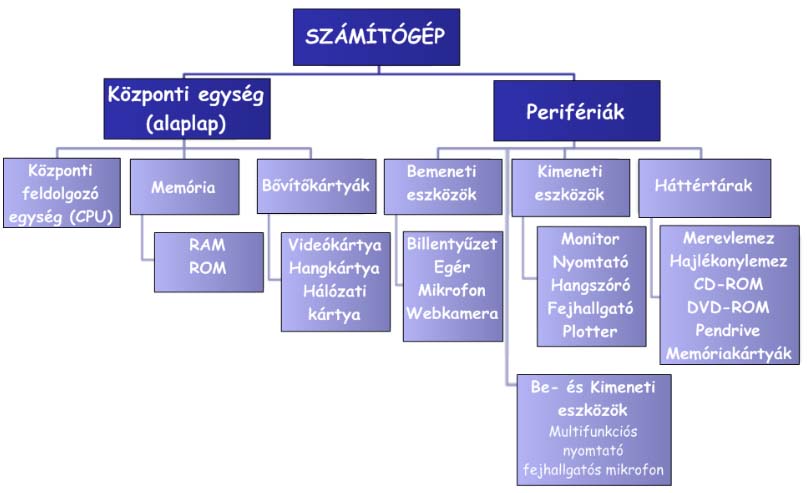 SZÁMÍTÓGÉP
Központi egység
(alaplap)
Perifériák
Központi
feldolgozó
egység (CPU)
Memória
Bővítőkártyák
Bemeneti
eszközök
Kimeneti
eszközök
Háttértárak
RAM
ROM
Videókártya
Hangkártya
Hálózati
kártya
Billentyűzet
Egér
Mikrofon
Webkamera
Monitor
Nyomtató
Hangszóró
Fejhallgató
Plotter
Merevlemez
Hajlékonylemez
CD-ROM
DVD-ROM
Pendrive
Memóriakártyák
Be- és Kimeneti
eszközök
Multifunkciós
nyomtató
fejhallgatós mikrofon